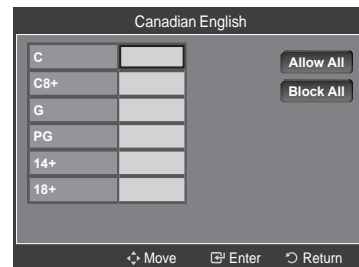 Canadian English
C
Allow All
C8+
Block All
G
PG
14+
18+
Move Enter Return